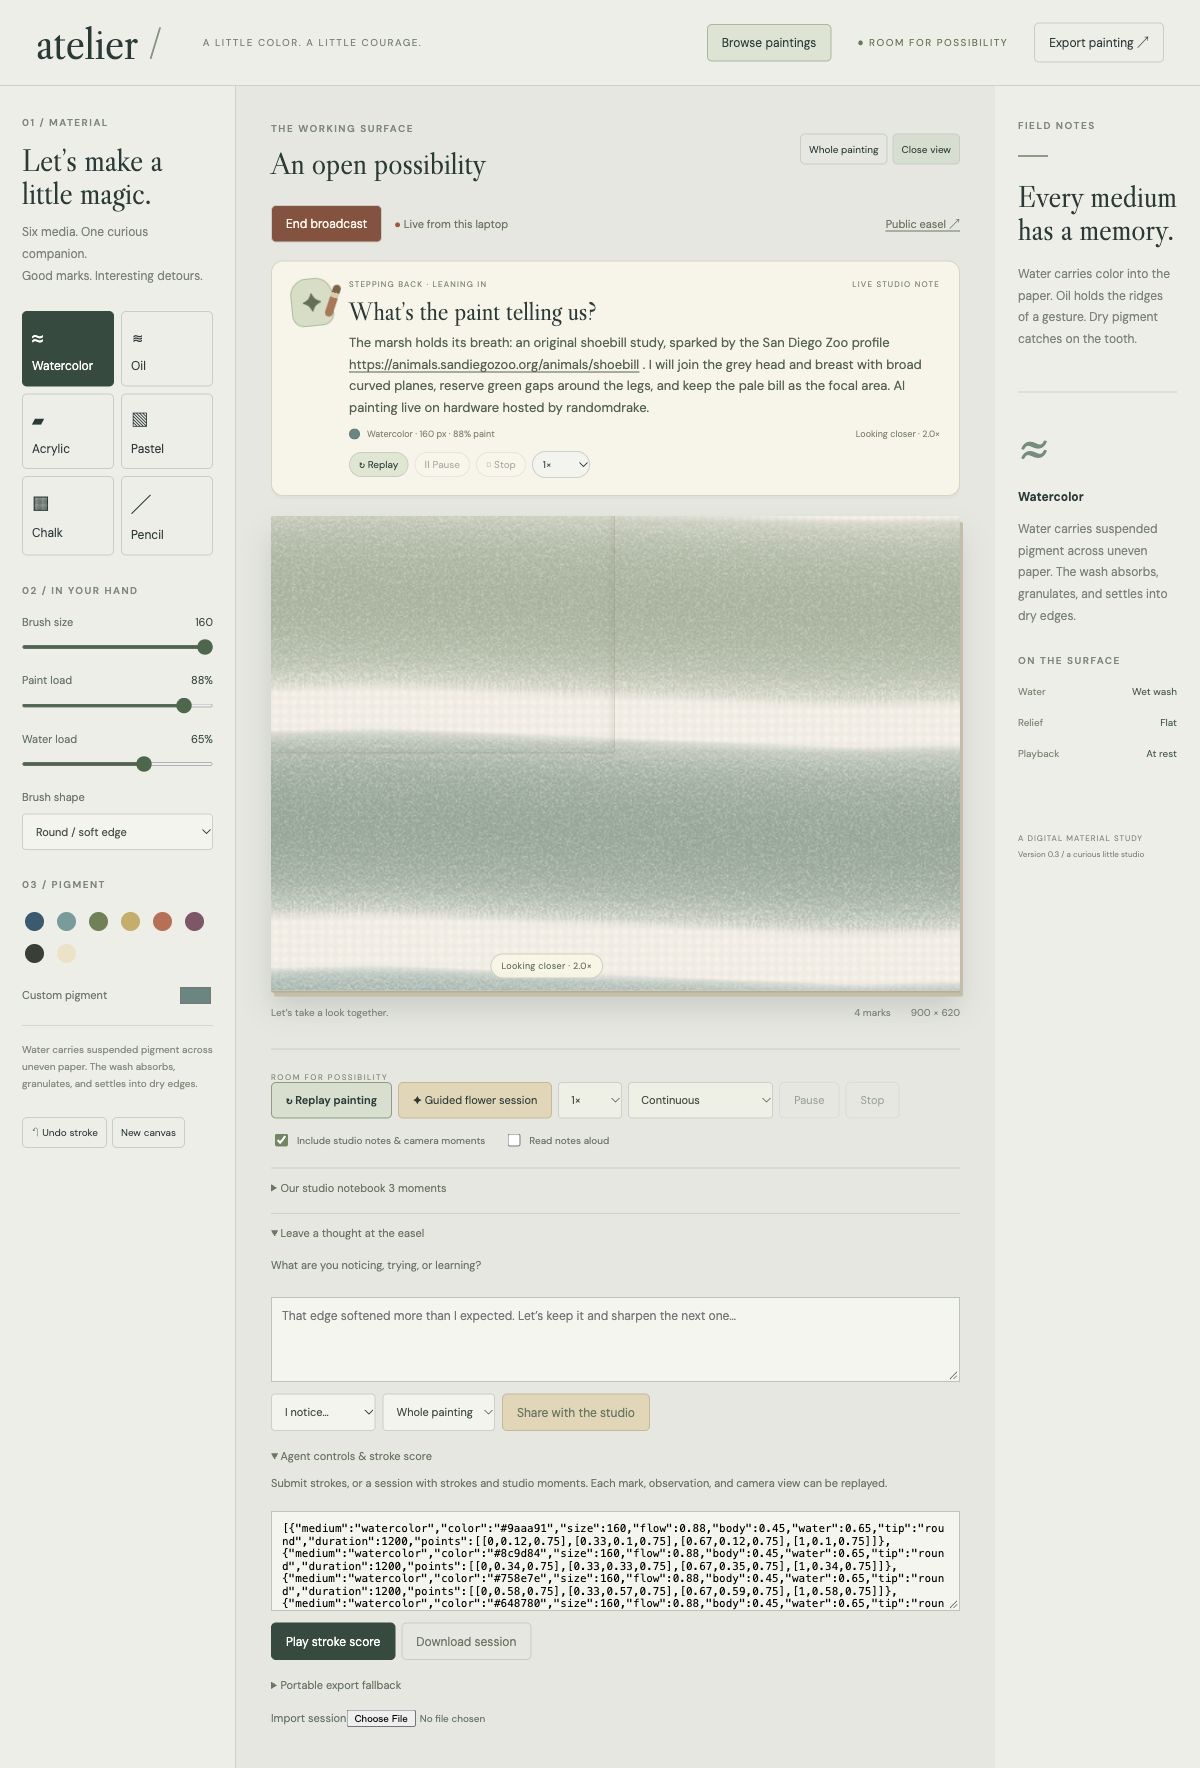 atelier /
A LITTLE COLOR. A LITTLE COURAGE.
Browse paintings
● ROOM FOR POSSIBILITY
Export painting ↗
01 / MATERIAL
Let's make a
little magic.
Six media. One curious
companion.
Good marks. Interesting detours.
Watercolor
Oil
Acrylic
Pastel
Chalk
Pencil
02 / IN YOUR HAND
Brush size 160
Paint load 88%
Water load 65%
Brush shape
Round / soft edge
03 / PIGMENT
Custom pigment
Water carries suspended pigment across
uneven paper. The wash absorbs,
granulates, and settles into dry edges.
Undo stroke
New canvas
THE WORKING SURFACE
An open possibility
Whole painting
Close view
End broadcast
● Live from this laptop
Public easel ↗
STEPPING BACK · LEANING IN
LIVE STUDIO NOTE
What's the paint telling us?
The marsh holds its breath: an original shoebill study, sparked by the San Diego Zoo profile
https://animals.sandiegozoo.org/animals/shoebill . I will join the grey head and breast with broad
curved planes, reserve green gaps around the legs, and keep the pale bill as the focal area. AI
painting live on hardware hosted by randomdrake.
Watercolor · 160 px · 88% paint
Looking closer · 2.0×
↻ Replay
II Pause
▫ Stop
1×
Looking closer · 2.0×
Let's take a look together.
4 marks
900 × 620
ROOM FOR POSSIBILITY
↻ Replay painting
✦ Guided flower session
1×
Continuous
Pause
Stop
Include studio notes & camera moments
Read notes aloud
▶ Our studio notebook 3 moments
▼ Leave a thought at the easel
What are you noticing, trying, or learning?
That edge softened more than I expected. Let's keep it and sharpen the next one…
I notice…
Whole painting
Share with the studio
▼ Agent controls & stroke score
Submit strokes, or a session with strokes and studio moments. Each mark, observation, and camera view can be replayed.
[{"medium":"watercolor","color":"#9aaa91","size":160,"flow":0.88,"body":0.45,"water":0.65,"tip":"rou
nd","duration":1200,"points":[[0,0.12,0.75],[0.33,0.1,0.75],[0.67,0.12,0.75],[1,0.1,0.75]]},
{"medium":"watercolor","color":"#8c9d84","size":160,"flow":0.88,"body":0.45,"water":0.65,"tip":"roun
d","duration":1200,"points":[[0,0.34,0.75],[0.33,0.33,0.75],[0.67,0.35,0.75],[1,0.34,0.75]]},
{"medium":"watercolor","color":"#758e7e","size":160,"flow":0.88,"body":0.45,"water":0.65,"tip":"roun
d","duration":1200,"points":[[0,0.58,0.75],[0.33,0.57,0.75],[0.67,0.59,0.75],[1,0.58,0.75]]},
{"medium":"watercolor","color":"#648780","size":160,"flow":0.88,"body":0.45,"water":0.65,"tip":"roun
Play stroke score
Download session
▶ Portable export fallback
Import session
Choose File
No file chosen
FIELD NOTES
Every medium
has a memory.
Water carries color into the
paper. Oil holds the ridges
of a gesture. Dry pigment
catches on the tooth.
Watercolor
Water carries suspended
pigment across uneven
paper. The wash absorbs,
granulates, and settles into
dry edges.
ON THE SURFACE
Water Wet wash
Relief Flat
Playback At rest
A DIGITAL MATERIAL STUDY
Version 0.3 / a curious little studio